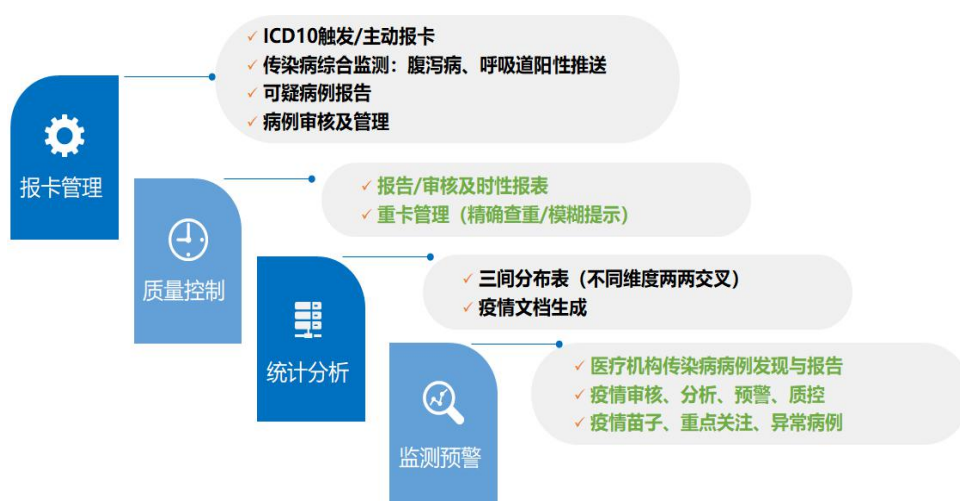 ICD10触发/主动报卡
传染病综合监测：腹泻病、呼吸道阳性推送
可疑病例报告
病例审核及管理
报卡管理
报告/审核及时性报表
重卡管理（精确查重/模糊提示）
质量控制
三间分布表（不同维度两两交叉）
疫情文档生成
统计分析
医疗机构传染病病例发现与报告
疫情审核、分析、预警、质控
疫情苗子、重点关注、异常病例
监测预警